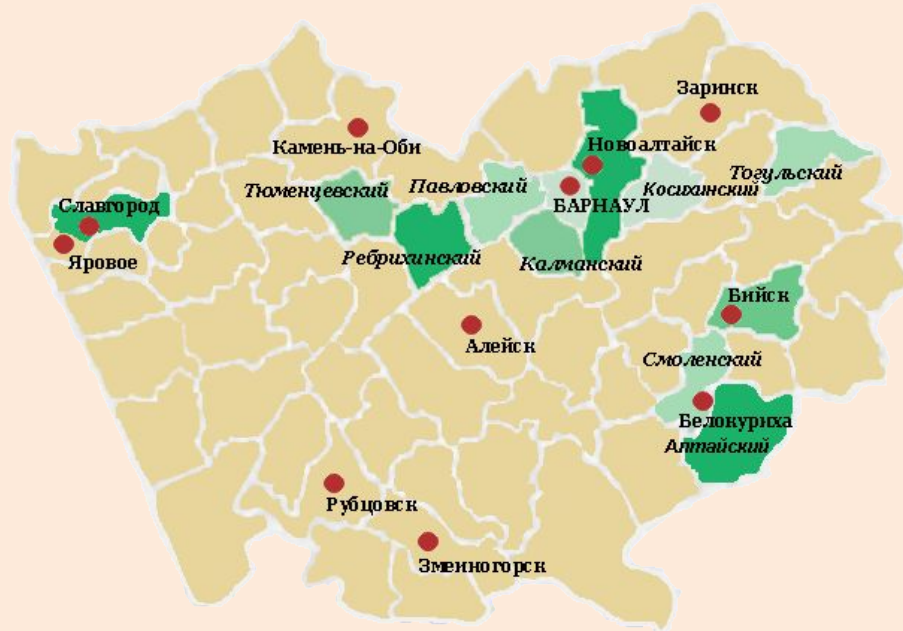 Заринск
Камень-на-Оби
Новоалтайск
Тюменцевский
Павловский
Косихинский
Тогульский
Славгород
БАРНАУЛ
Яровое
Ребрихинский
Калманский
Бийск
Алейск
Смоленский
Белокуриха
Алтайский
Рубцовск
Змеиногорск